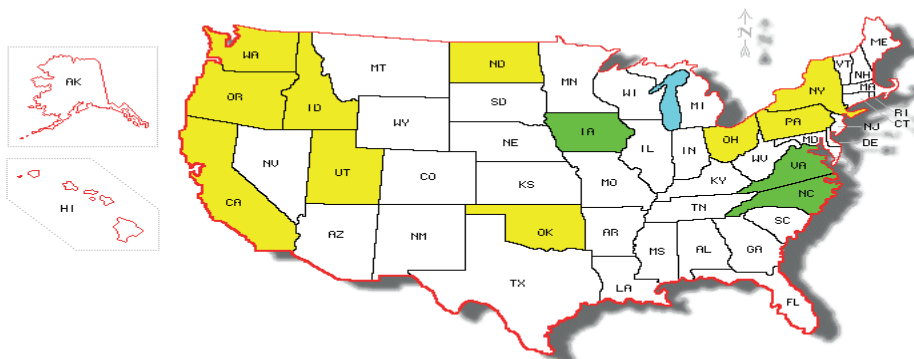 ME
WA
ND
VT
MT
MN
NH
AK
MA
OR
ID
WI
NY
SD
MI
RI
WY
PA
CT
IA
NJ
OH
MD
NE
DE
IL
IN
NV
WV
VA
UT
CO
KY
KS
MO
NC
CA
TN
HI
SC
OK
AR
AZ
NM
MS
AL
GA
TX
LA
FL
N